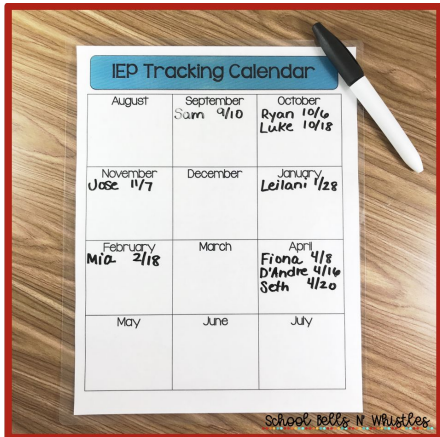 IEP Tracking Calendar
August
September
October
Sam 9/10
Ryan 10/6
Luke 10/18
November
December
January
Jose 11/7
Leilani 1/28
February
March
April
Mia 2/18
Fiona 4/8
D'Andre 4/16
Seth 4/20
May
June
July
School Bells N' Whistles